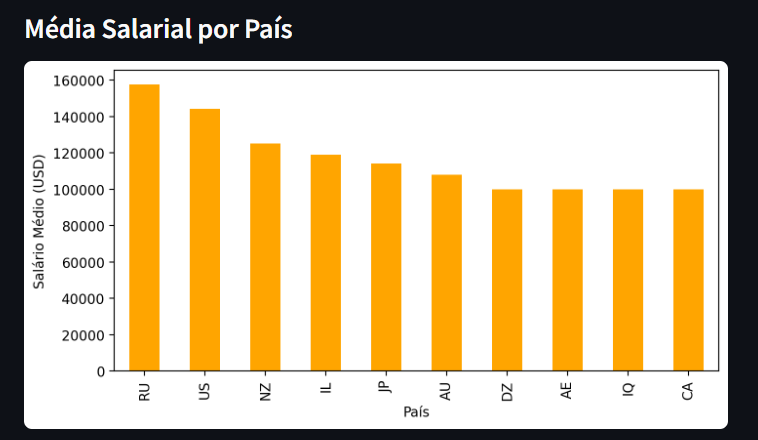 Média Salarial por País
160000
140000
120000
100000
80000
60000
40000
20000
0
Salário Médio (USD)
RU US NZ IL JP AU DZ AE IQ CA
País